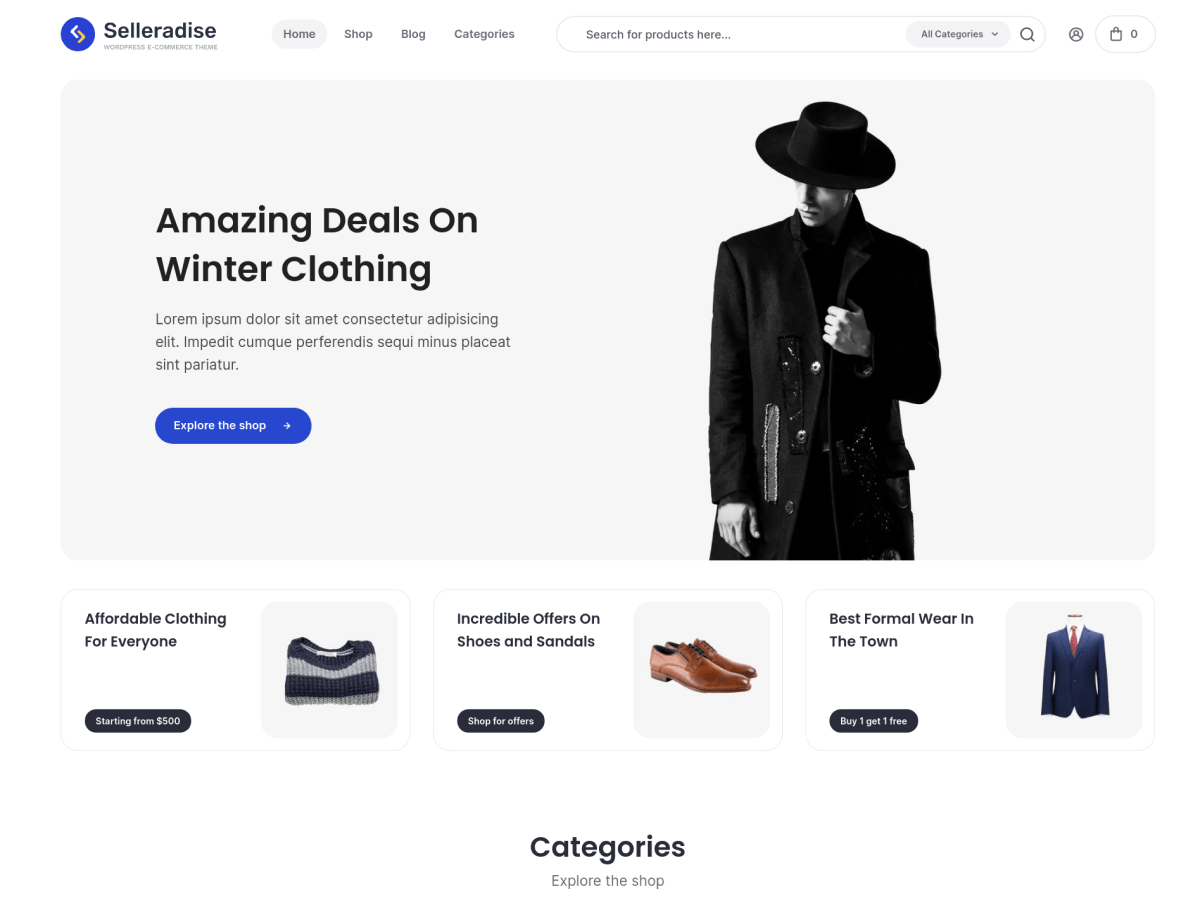 Selleradise
WORDPRESS E-COMMERCE THEME
Home
Shop
Blog
Categories
Search for products here...
All Categories
0
Amazing Deals On
Winter Clothing
Lorem ipsum dolor sit amet consectetur adipisicing
elit. Impedit cumque perferendis sequi minus placeat
sint pariatur.
Explore the shop
Affordable Clothing
For Everyone
Starting from $500
Incredible Offers On
Shoes and Sandals
Shop for offers
Best Formal Wear In
The Town
Buy 1 get 1 free
Categories
Explore the shop